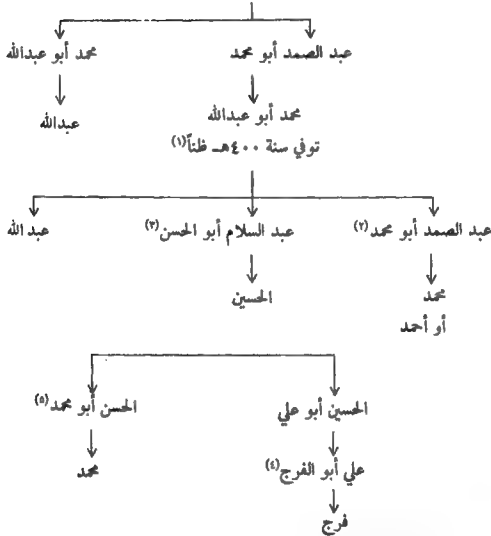 عبد الصمد أبو محمد
محمد أبو عبدالله
محمد أبو عبدالله
عبدالله
توفي سنة ٤٠٠هـ ظناً(١)
عبد الصمد أبو محمد(٢)
عبد السلام أبو الحسن(٣)
عبد الله
محمد
الحسين
أو أحمد
الحسين أبو علي
الحسن أبو محمد(٥)
علي أبو الفرج(٤)
محمد
فرج